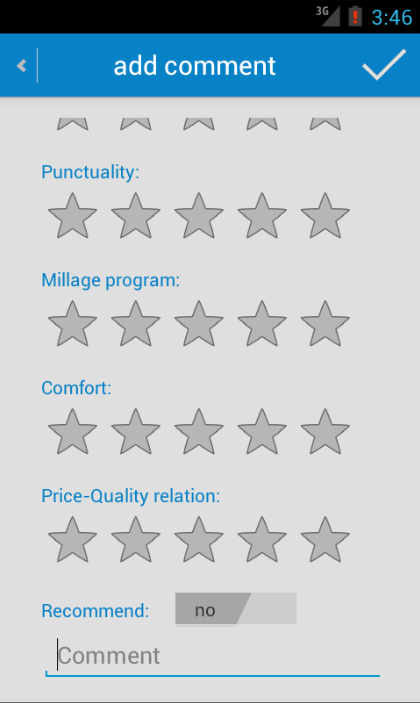 3G 3:46
add comment
Punctuality:
Millage program:
Comfort:
Price-Quality relation:
Recommend: no
Comment